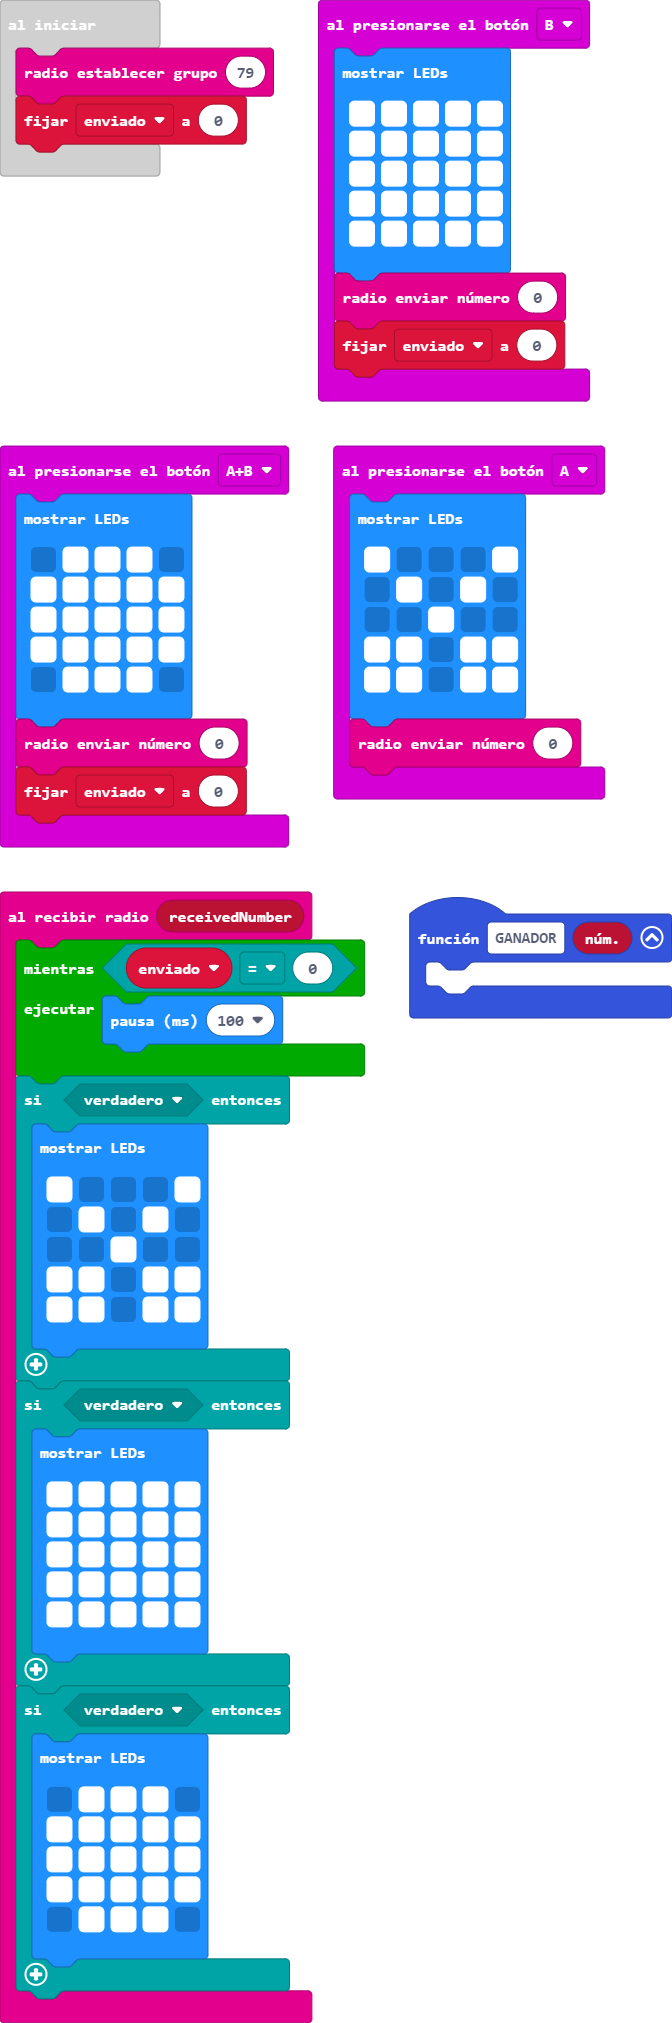 al iniciar
radio establecer grupo 79
fijar enviado a 0
al presionarse el botón B
mostrar LEDs
radio enviar número 0
fijar enviado a 0
al presionarse el botón A+B
mostrar LEDs
radio enviar número 0
fijar enviado a 0
al presionarse el botón A
mostrar LEDs
radio enviar número 0
al recibir radio receivedNumber
mientras enviado = 0
ejecutar pausa (ms) 100
si verdadero entonces
mostrar LEDs
si verdadero entonces
mostrar LEDs
si verdadero entonces
mostrar LEDs
función GANADOR núm.